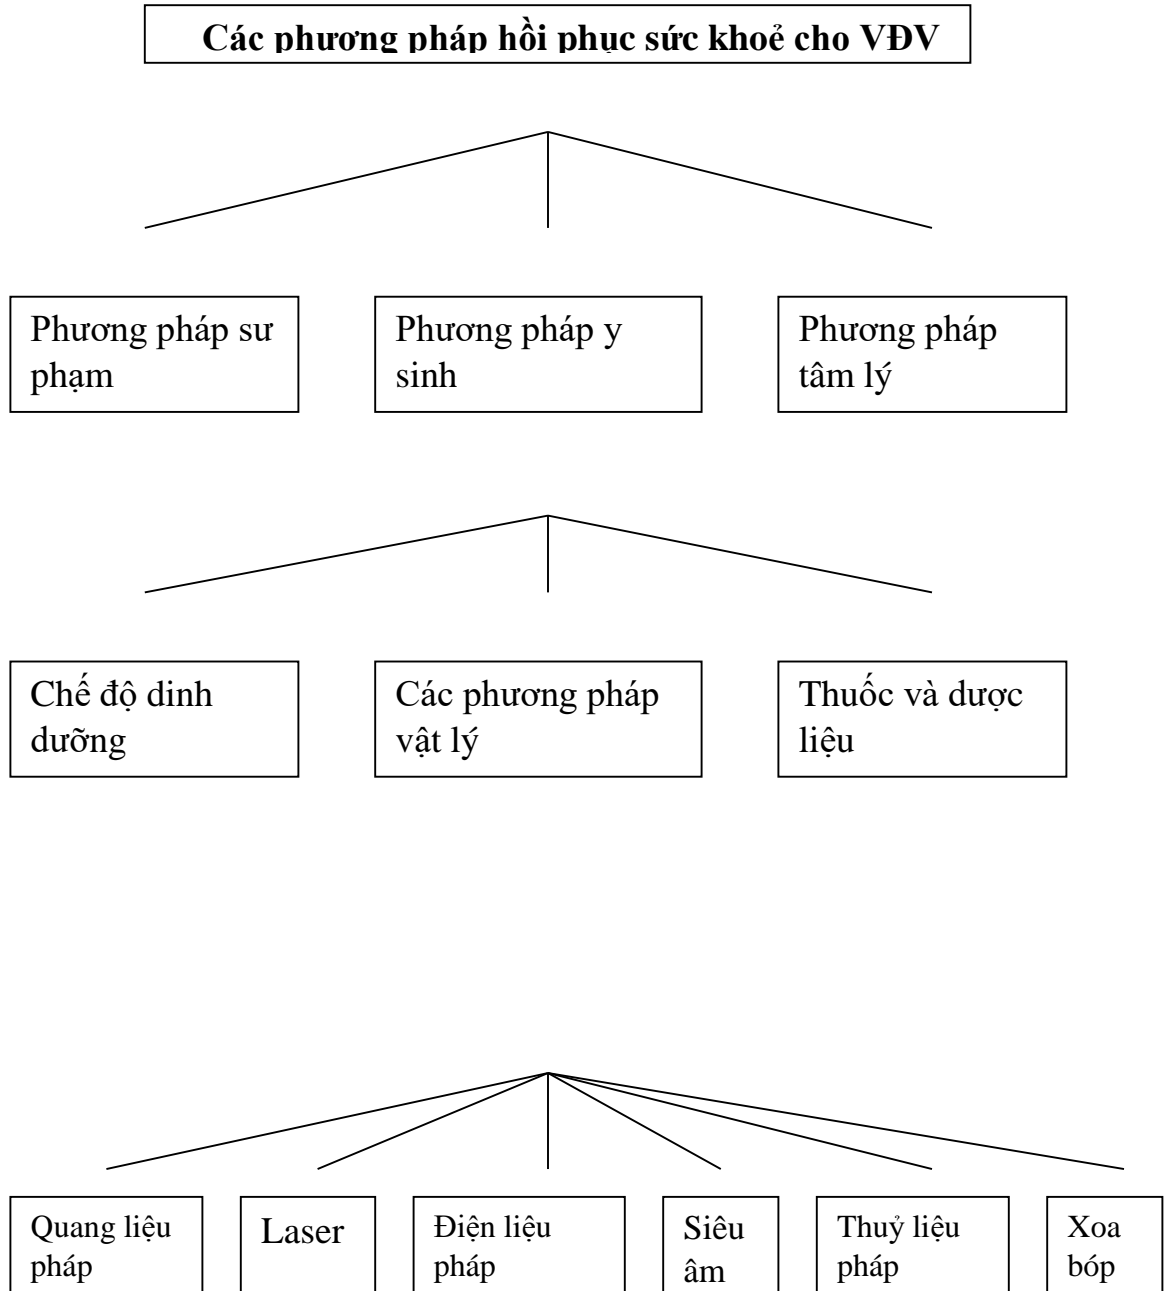 Các phương pháp hồi phục sức khoẻ cho VĐV
Phương pháp sư
phạm
Phương pháp y
sinh
Phương pháp
tâm lý
Chế độ dinh
dưỡng
Các phương pháp
vật lý
Thuốc và dược
liệu
Quang liệu
pháp
Laser
Điện liệu
pháp
Siêu
âm
Thuỷ liệu
pháp
Xoa
bóp